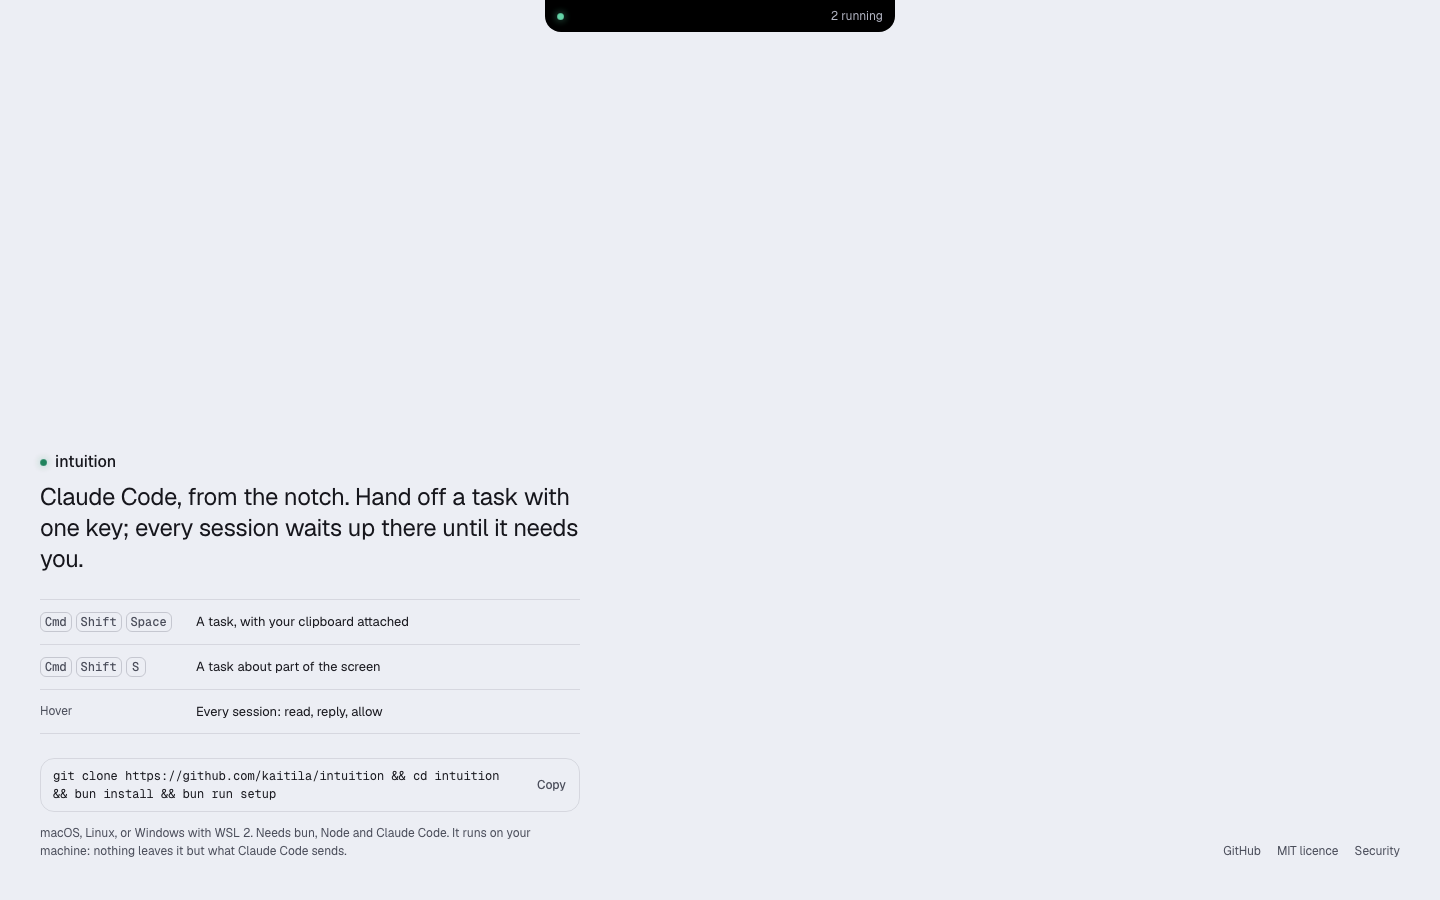 2 running
intuition
Claude Code, from the notch. Hand off a task with
one key; every session waits up there until it needs
you.
Cmd Shift Space A task, with your clipboard attached
Cmd Shift S A task about part of the screen
Hover Every session: read, reply, allow
git clone https://github.com/kaitila/intuition && cd intuition
&& bun install && bun run setup
Copy
macOS, Linux, or Windows with WSL 2. Needs bun, Node and Claude Code. It runs on your
machine: nothing leaves it but what Claude Code sends.
GitHub MIT licence Security